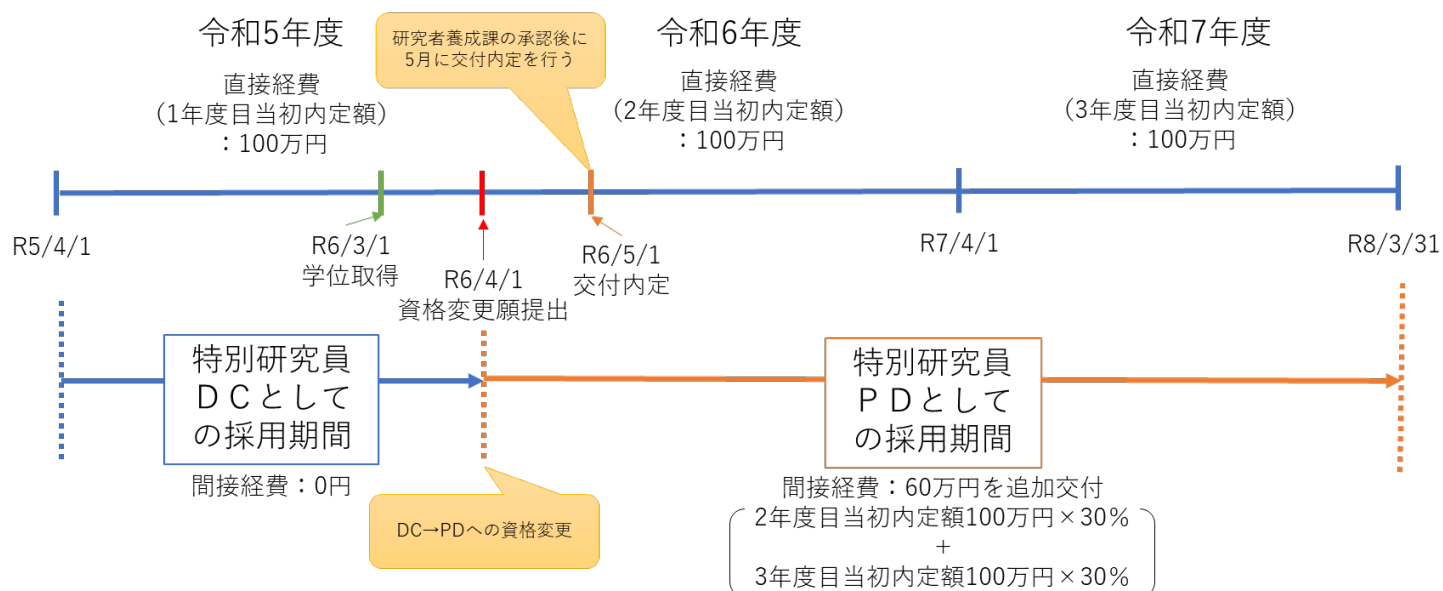 令和5年度
直接経費
(1年度目当初内定額)
：100万円
研究者養成課の承認後に
5月に交付内定を行う
令和6年度
直接経費
(2年度目当初内定額)
：100万円
令和7年度
直接経費
(3年度目当初内定額)
：100万円
R5/4/1
R6/3/1
学位取得
R6/4/1
資格変更願提出
R6/5/1
交付内定
R7/4/1
R8/3/31
特別研究員
ＤＣとして
の採用期間
間接経費：0円
DC→PDへの資格変更
特別研究員
ＰＤとして
の採用期間
間接経費：60万円を追加交付
2年度目当初内定額100万円×30％
+
3年度目当初内定額100万円×30％